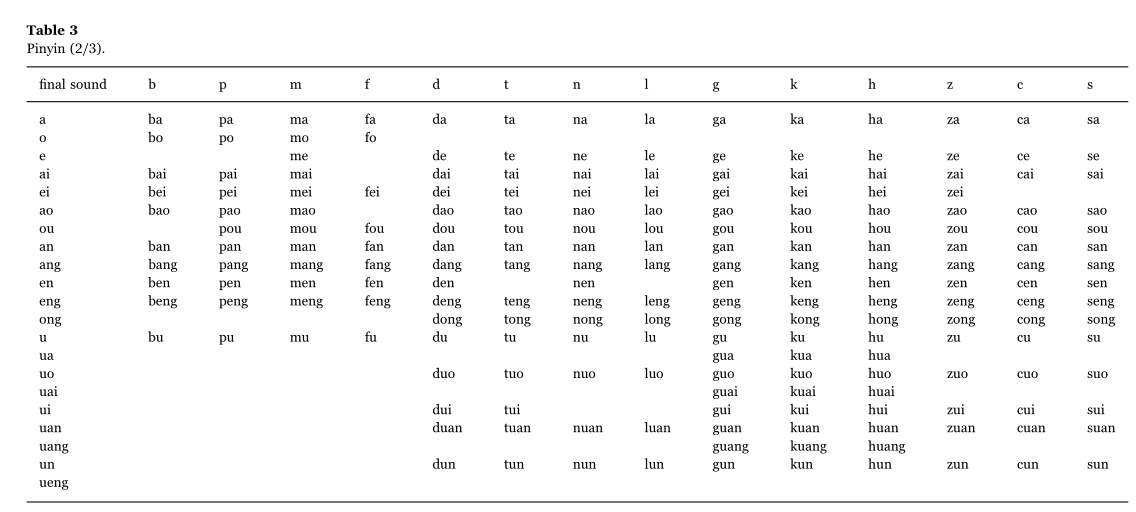 Table 3
Pinyin (2/3).
final sound b p m f d t n l g k h z c s
a ba pa ma fa da ta na la ga ka ha za ca sa
o bo po mo fo
e me de te ne le ge ke he ze ce se
ai bai pai mai dai tai nai lai gai kai hai zai cai sai
ei bei pei mei fei dei tei nei lei gei kei hei zei
ao bao pao mao dao tao nao lao gao kao hao zao cao sao
ou pou mou fou dou tou nou lou gou kou hou zou cou sou
an ban pan man fan dan tan nan lan gan kan han zan can san
ang bang pang mang fang dang tang nang lang gang kang hang zang cang sang
en ben pen men fen den nen gen ken hen zen cen sen
eng beng peng meng feng deng teng neng leng geng keng heng zeng ceng seng
ong dong tong nong long gong kong hong zong cong song
u bu pu mu fu du tu nu lu gu ku hu zu cu su
ua gua kua hua
uo duo tuo nuo luo guo kuo huo zuo cuo suo
uai guai kuai huai
ui dui tui gui kui hui zui cui sui
uan duan tuan nuan luan guan kuan huan zuan cuan suan
uang guang kuang huang
un dun tun nun lun gun kun hun zun cun sun
ueng